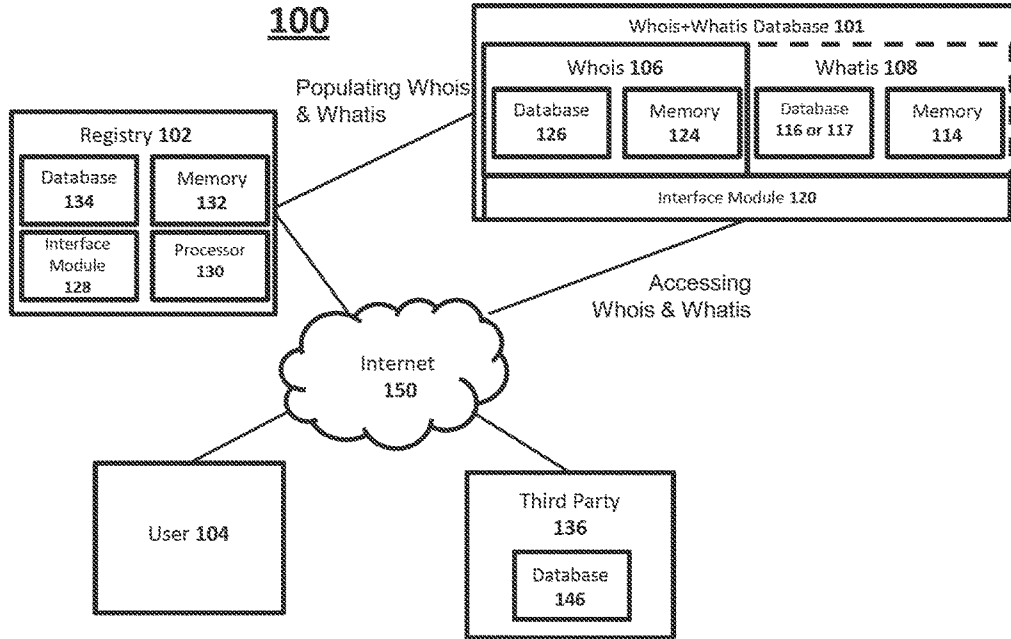 100
Whois+Whatis Database 101
Whois 106
Whatis 108
Database
126
Memory
124
Database
116 or 117
Memory
114
Interface Module 120
Populating Whois
& Whatis
Registry 102
Database
134
Memory
132
Interface
Module
128
Processor
130
Accessing
Whois & Whatis
Internet
150
User 104
Third Party
136
Database
146